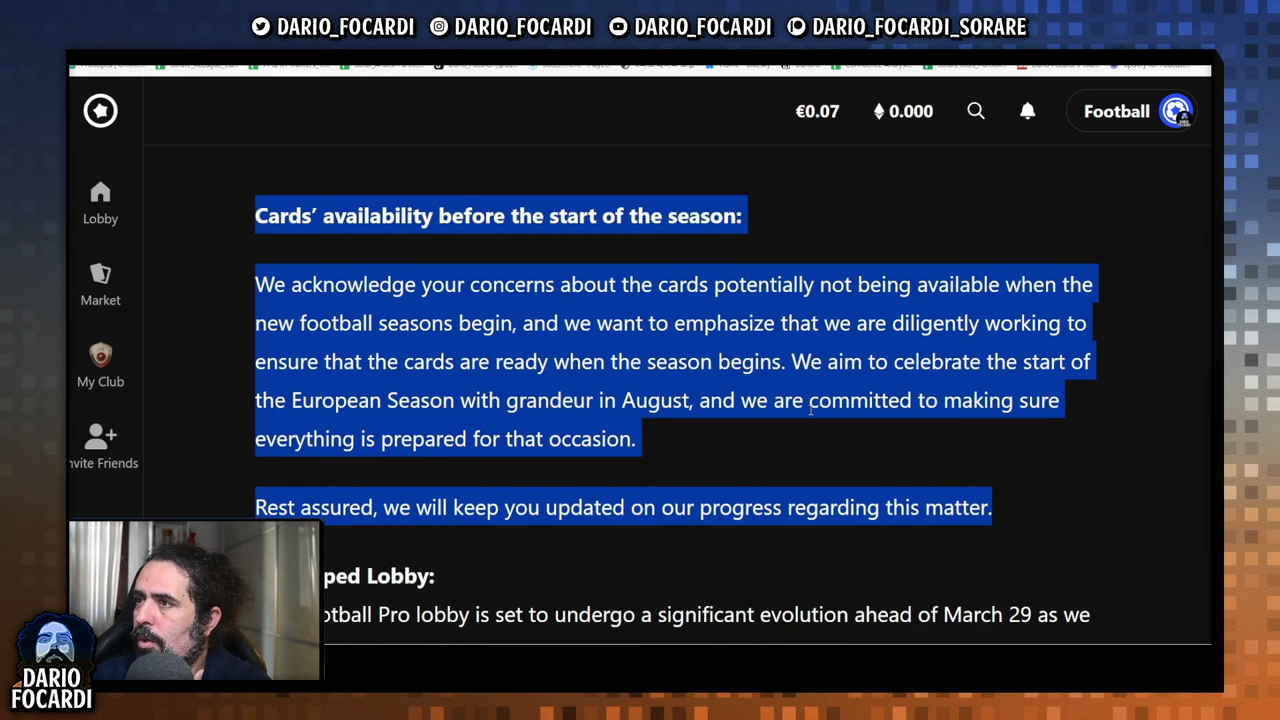 DARIO_FOCARDI DARIO_FOCARDI DARIO_FOCARDI DARIO_FOCARDI_SORARE
€0.07 0.000 Football
Lobby
Market
My Club
nvite Friends
Cards’ availability before the start of the season:
We acknowledge your concerns about the cards potentially not being available when the
new football seasons begin, and we want to emphasize that we are diligently working to
ensure that the cards are ready when the season begins. We aim to celebrate the start of
the European Season with grandeur in August, and we are committed to making sure
everything is prepared for that occasion.
Rest assured, we will keep you updated on our progress regarding this matter.
ped Lobby:
otball Pro lobby is set to undergo a significant evolution ahead of March 29 as we
DARIO
FOCARDI